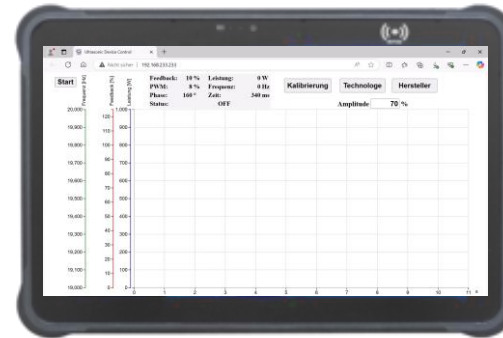 Ultrasonic Device Control
Nicht sicher | 192.168.233.233
Start
Feedback: 10 % Leistung: 0 W
PWM: 8 % Frequenz: 0 Hz
Phase: 160 ° Zeit: 340 ms
Status: OFF
Kalibrierung Technologe Hersteller
Amplitude 70 %
Frequenz [Hz]
Feedback [%]
Leistung [W]
20,000 120 1,000
19,900 110 900
19,800 100 800
19,700 90 700
19,600 80 600
19,500 70 500
19,400 60 400
19,300 50 300
19,200 40 200
19,100 20 100
19,000 0 0
0 1 2 3 4 5 6 7 8 9 10 11 s